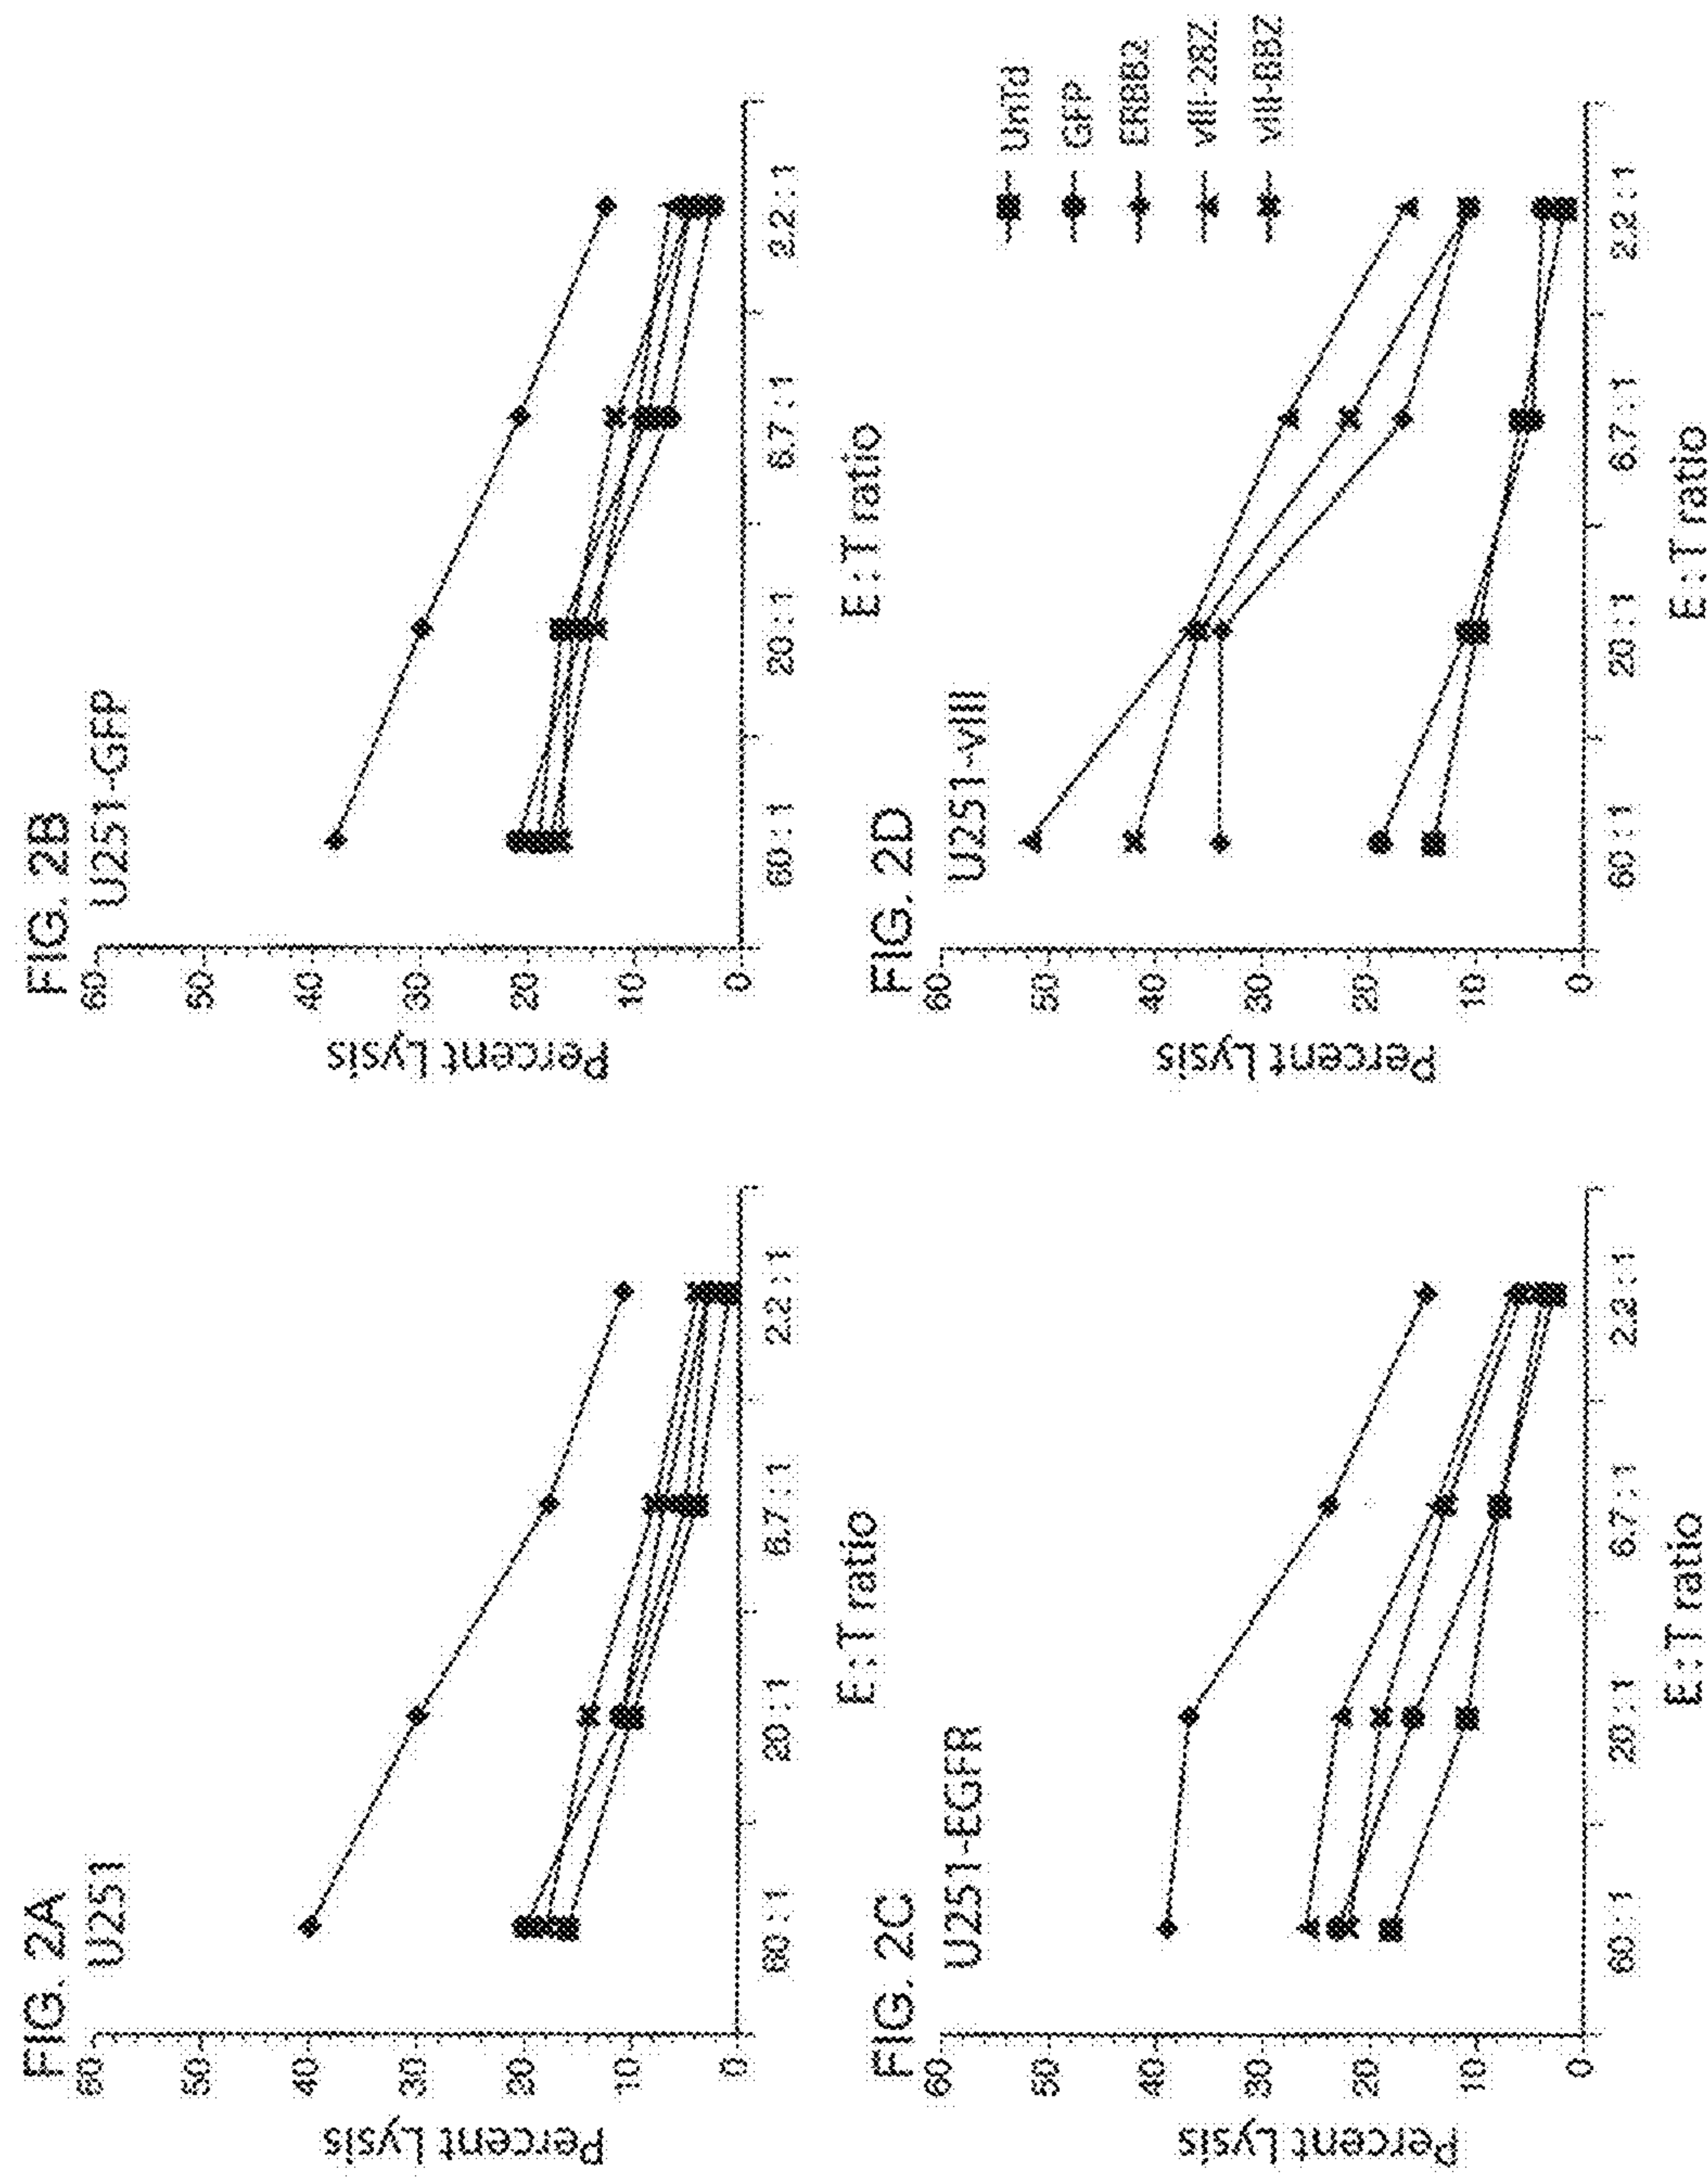 FIG. 2A
U251
Percent Lysis
60
50
40
30
20
10
0
60 : 1
20 : 1
6.7 : 1
2.2 : 1
E : T ratio
FIG. 2B
U251-GFP
Percent Lysis
60
50
40
30
20
10
0
60 : 1
20 : 1
6.7 : 1
2.2 : 1
E : T ratio
FIG. 2C
U251-EGFR
Percent Lysis
60
50
40
30
20
10
0
60 : 1
20 : 1
6.7 : 1
2.2 : 1
E : T ratio
FIG. 2D
U251-vIII
Percent Lysis
60
50
40
30
20
10
0
60 : 1
20 : 1
6.7 : 1
2.2 : 1
E : T ratio
UnTd
GFP
ERBB2
vIII-28Z
vIII-BBZ